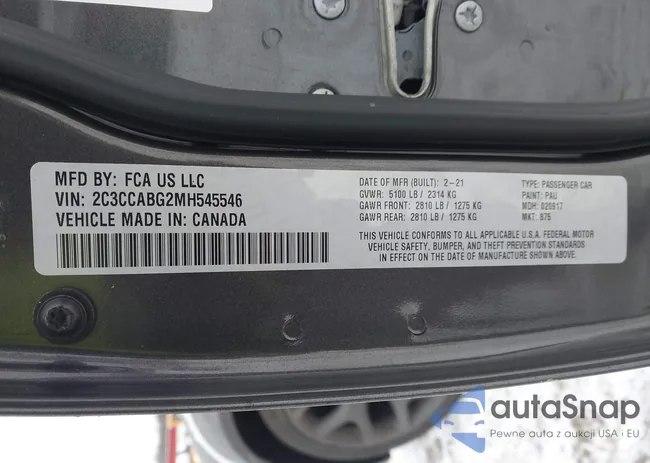 MFD BY: FCA US LLC
VIN: 2C3CCABG2MH545546
VEHICLE MADE IN: CANADA
DATE OF MFR (BUILT): 2-21
GVWR: 5100 LB / 2314 KG
GAWR FRONT: 2810 LB / 1275 KG
GAWR REAR: 2810 LB / 1275 KG
TYPE: PASSENGER CAR
PAINT: PAU
MDH: 020917
MKT: 875
THIS VEHICLE CONFORMS TO ALL APPLICABLE U.S.A. FEDERAL MOTOR
VEHICLE SAFETY, BUMPER, AND THEFT PREVENTION STANDARDS
IN EFFECT ON THE DATE OF MANUFACTURE SHOWN ABOVE.
autoSnap
Pewne auta z aukcji USA i EU